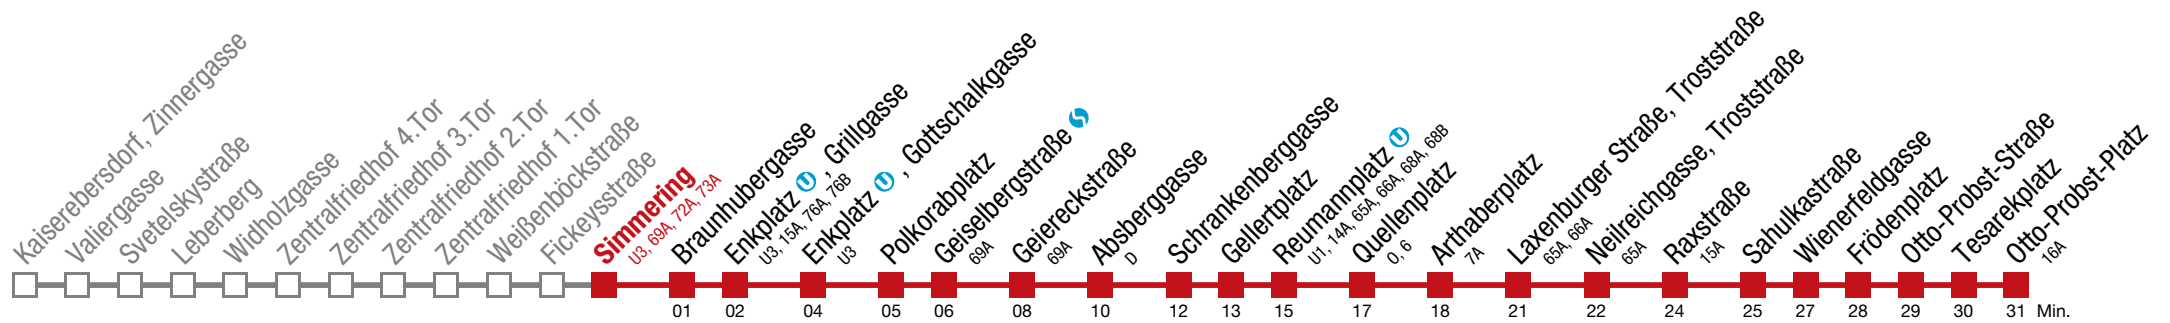 Kaiserebersdorf, Zinnergasse
Valiergasse
Svetelskystraße
Leberberg
Widholzgasse
Zentralfriedhof 4.Tor
Zentralfriedhof 3.Tor
Zentralfriedhof 2.Tor
Zentralfriedhof 1.Tor
Weißenböckstraße
Fickeysstraße
Simmering
U3, 69A, 72A, 73A
Braunhubergasse
Enkplatz U, Grillgasse
U3, 15A, 76A, 76B
Enkplatz U, Gottschalkgasse
U3
Polkorabplatz
Geiselbergstraße S
69A
Geiereckstraße
69A
Absberggasse
D
Schrankenberggasse
Gellertplatz
Reumannplatz U
U1, 14A, 65A, 66A, 68A, 68B
Quellenplatz
O, 6
Arthaberplatz
7A
Laxenburger Straße, Troststraße
65A, 66A
Neilreichgasse, Troststraße
65A
Raxstraße
15A
Sahulkastraße
Wienerfeldgasse
Frödenplatz
Otto-Probst-Straße
Tesarekplatz
Otto-Probst-Platz
16A
01 02 04 05 06 08 10 12 13 15 17 18 21 22 24 25 27 28 29 30 31 Min.